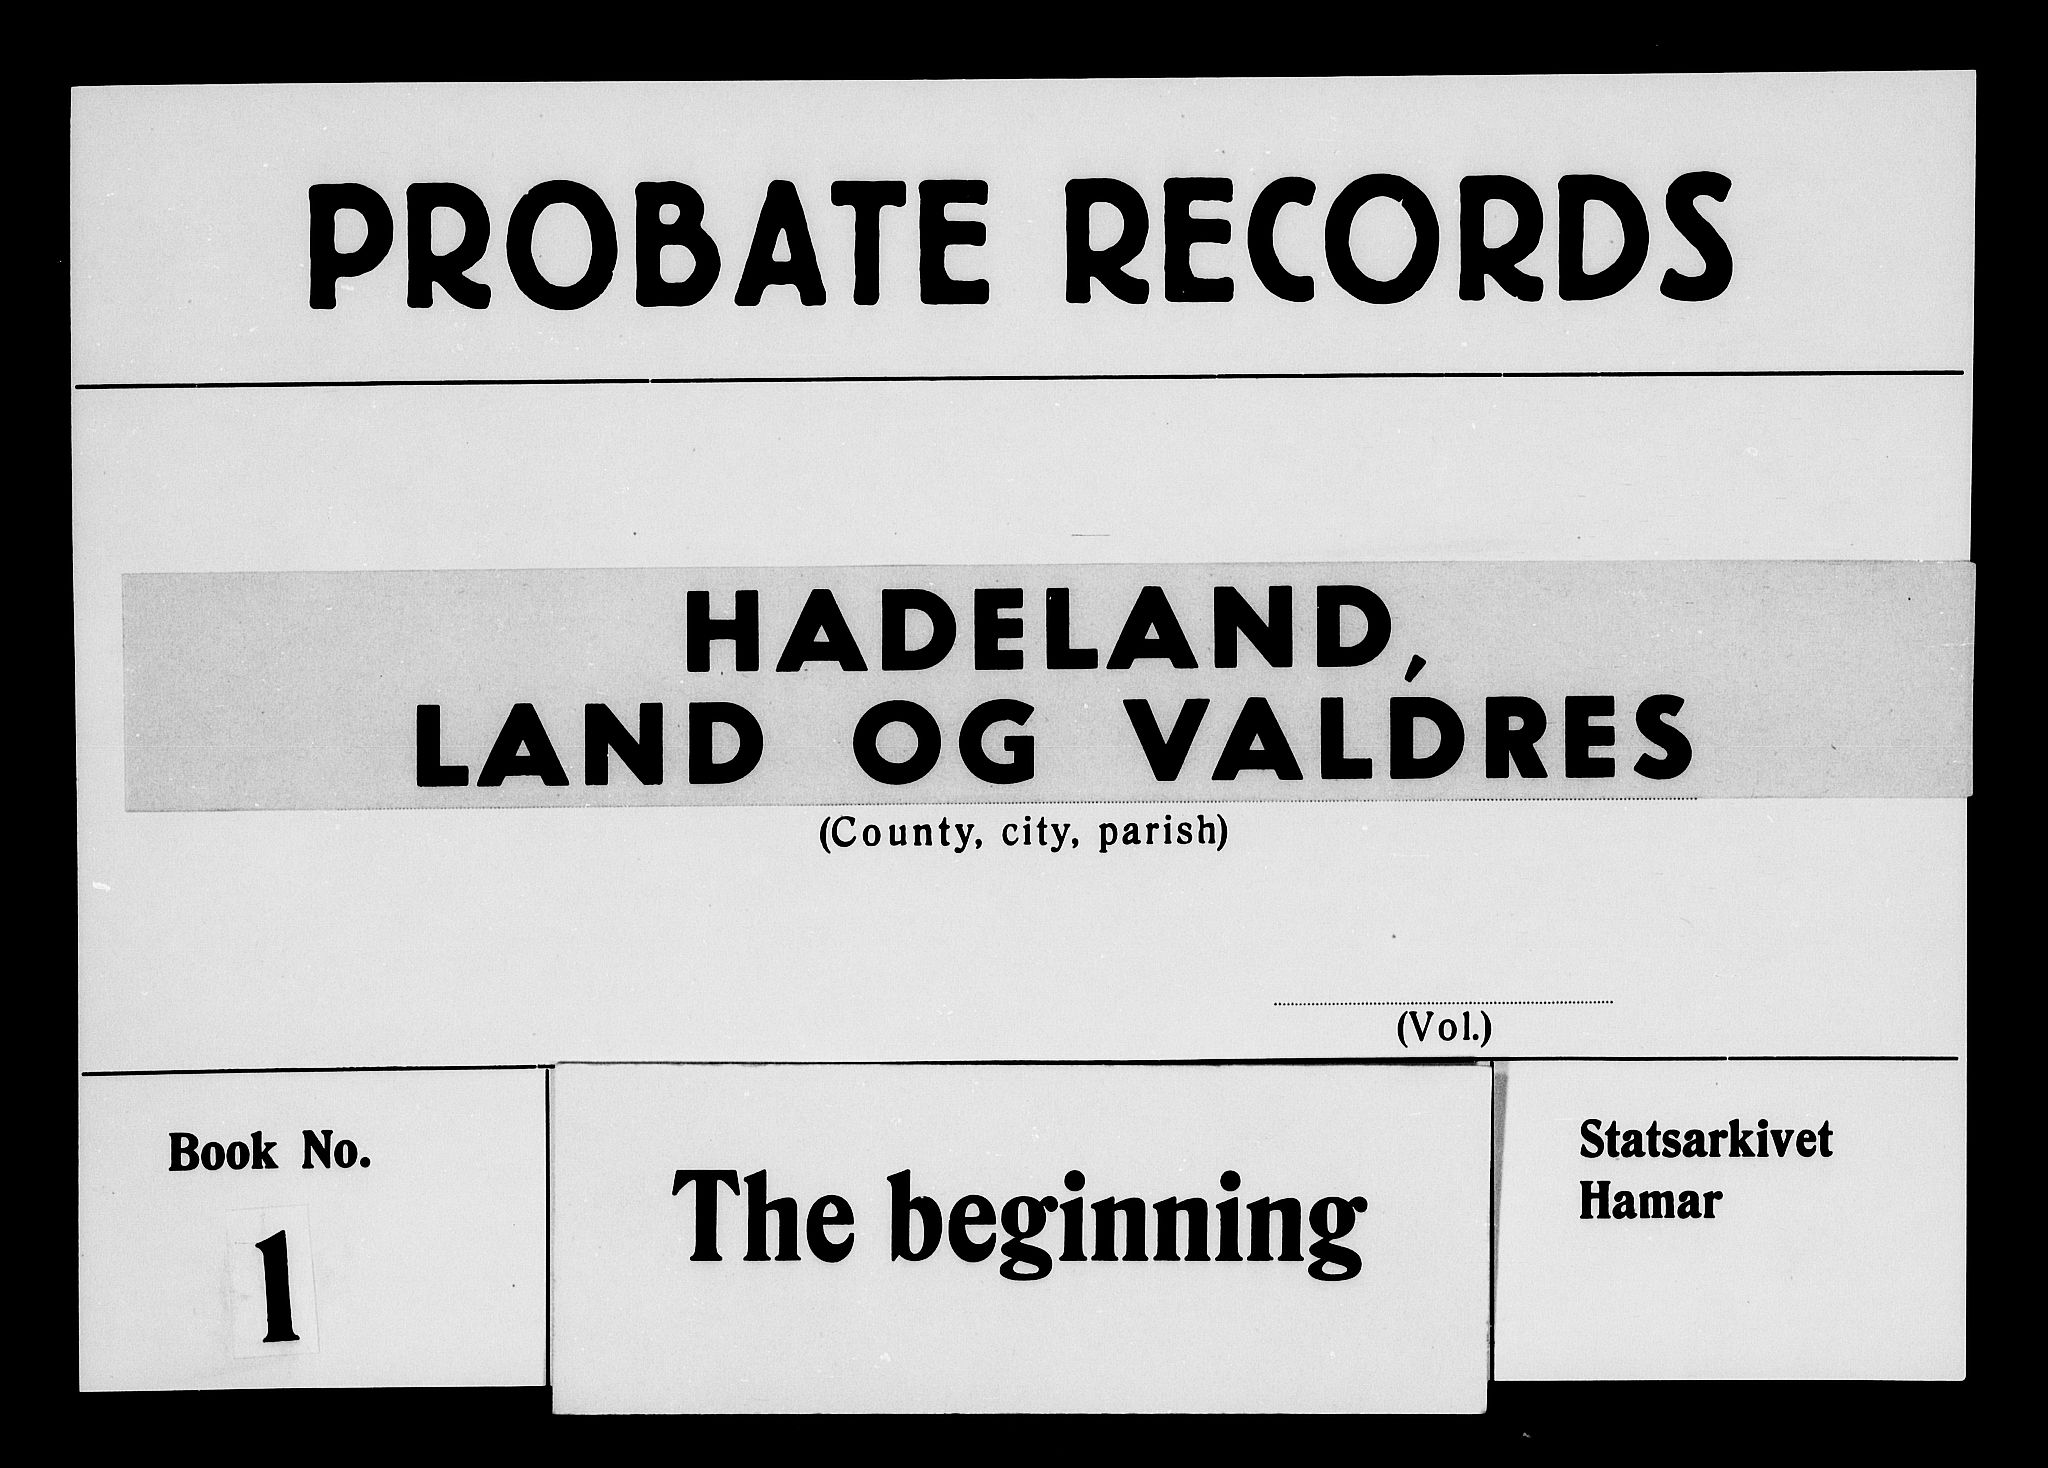 PROBATE RECORDS
HADELAND,
LAND OG VALDRES
(County, city, parish)
(Vol.)
Book No.
1
The beginning
Statsarkivet
Hamar